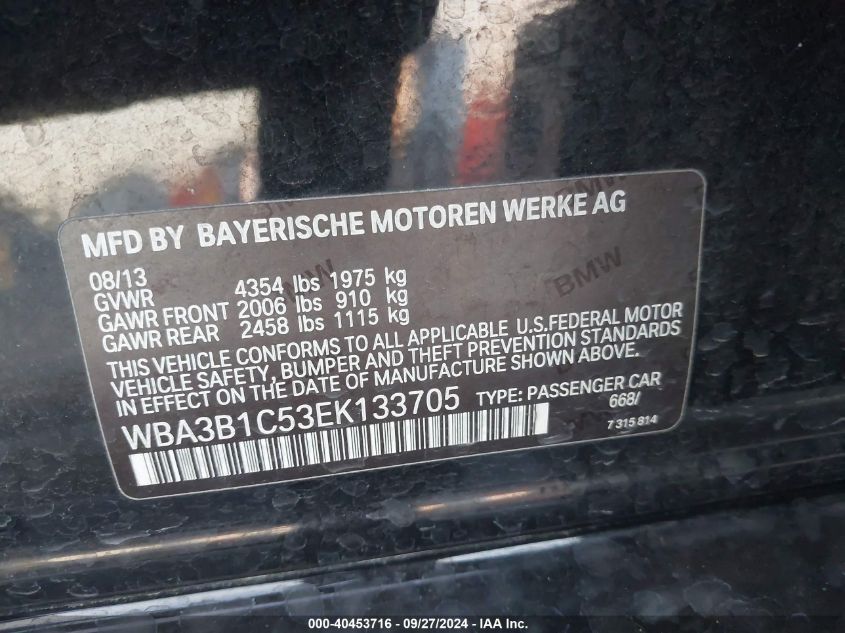 BMW
BMW
BMW
MFD BY BAYERISCHE MOTOREN WERKE AG
08/13
GVWR 4354 lbs 1975 kg
GAWR FRONT 2006 lbs 910 kg
GAWR REAR 2458 lbs 1115 kg
THIS VEHICLE CONFORMS TO ALL APPLICABLE U.S.FEDERAL MOTOR
VEHICLE SAFETY, BUMPER AND THEFT PREVENTION STANDARDS
IN EFFECT ON THE DATE OF MANUFACTURE SHOWN ABOVE.
WBA3B1C53EK133705 TYPE: PASSENGER CAR
668/
7 315 814
000-40453716 - 09/27/2024 - IAA Inc.